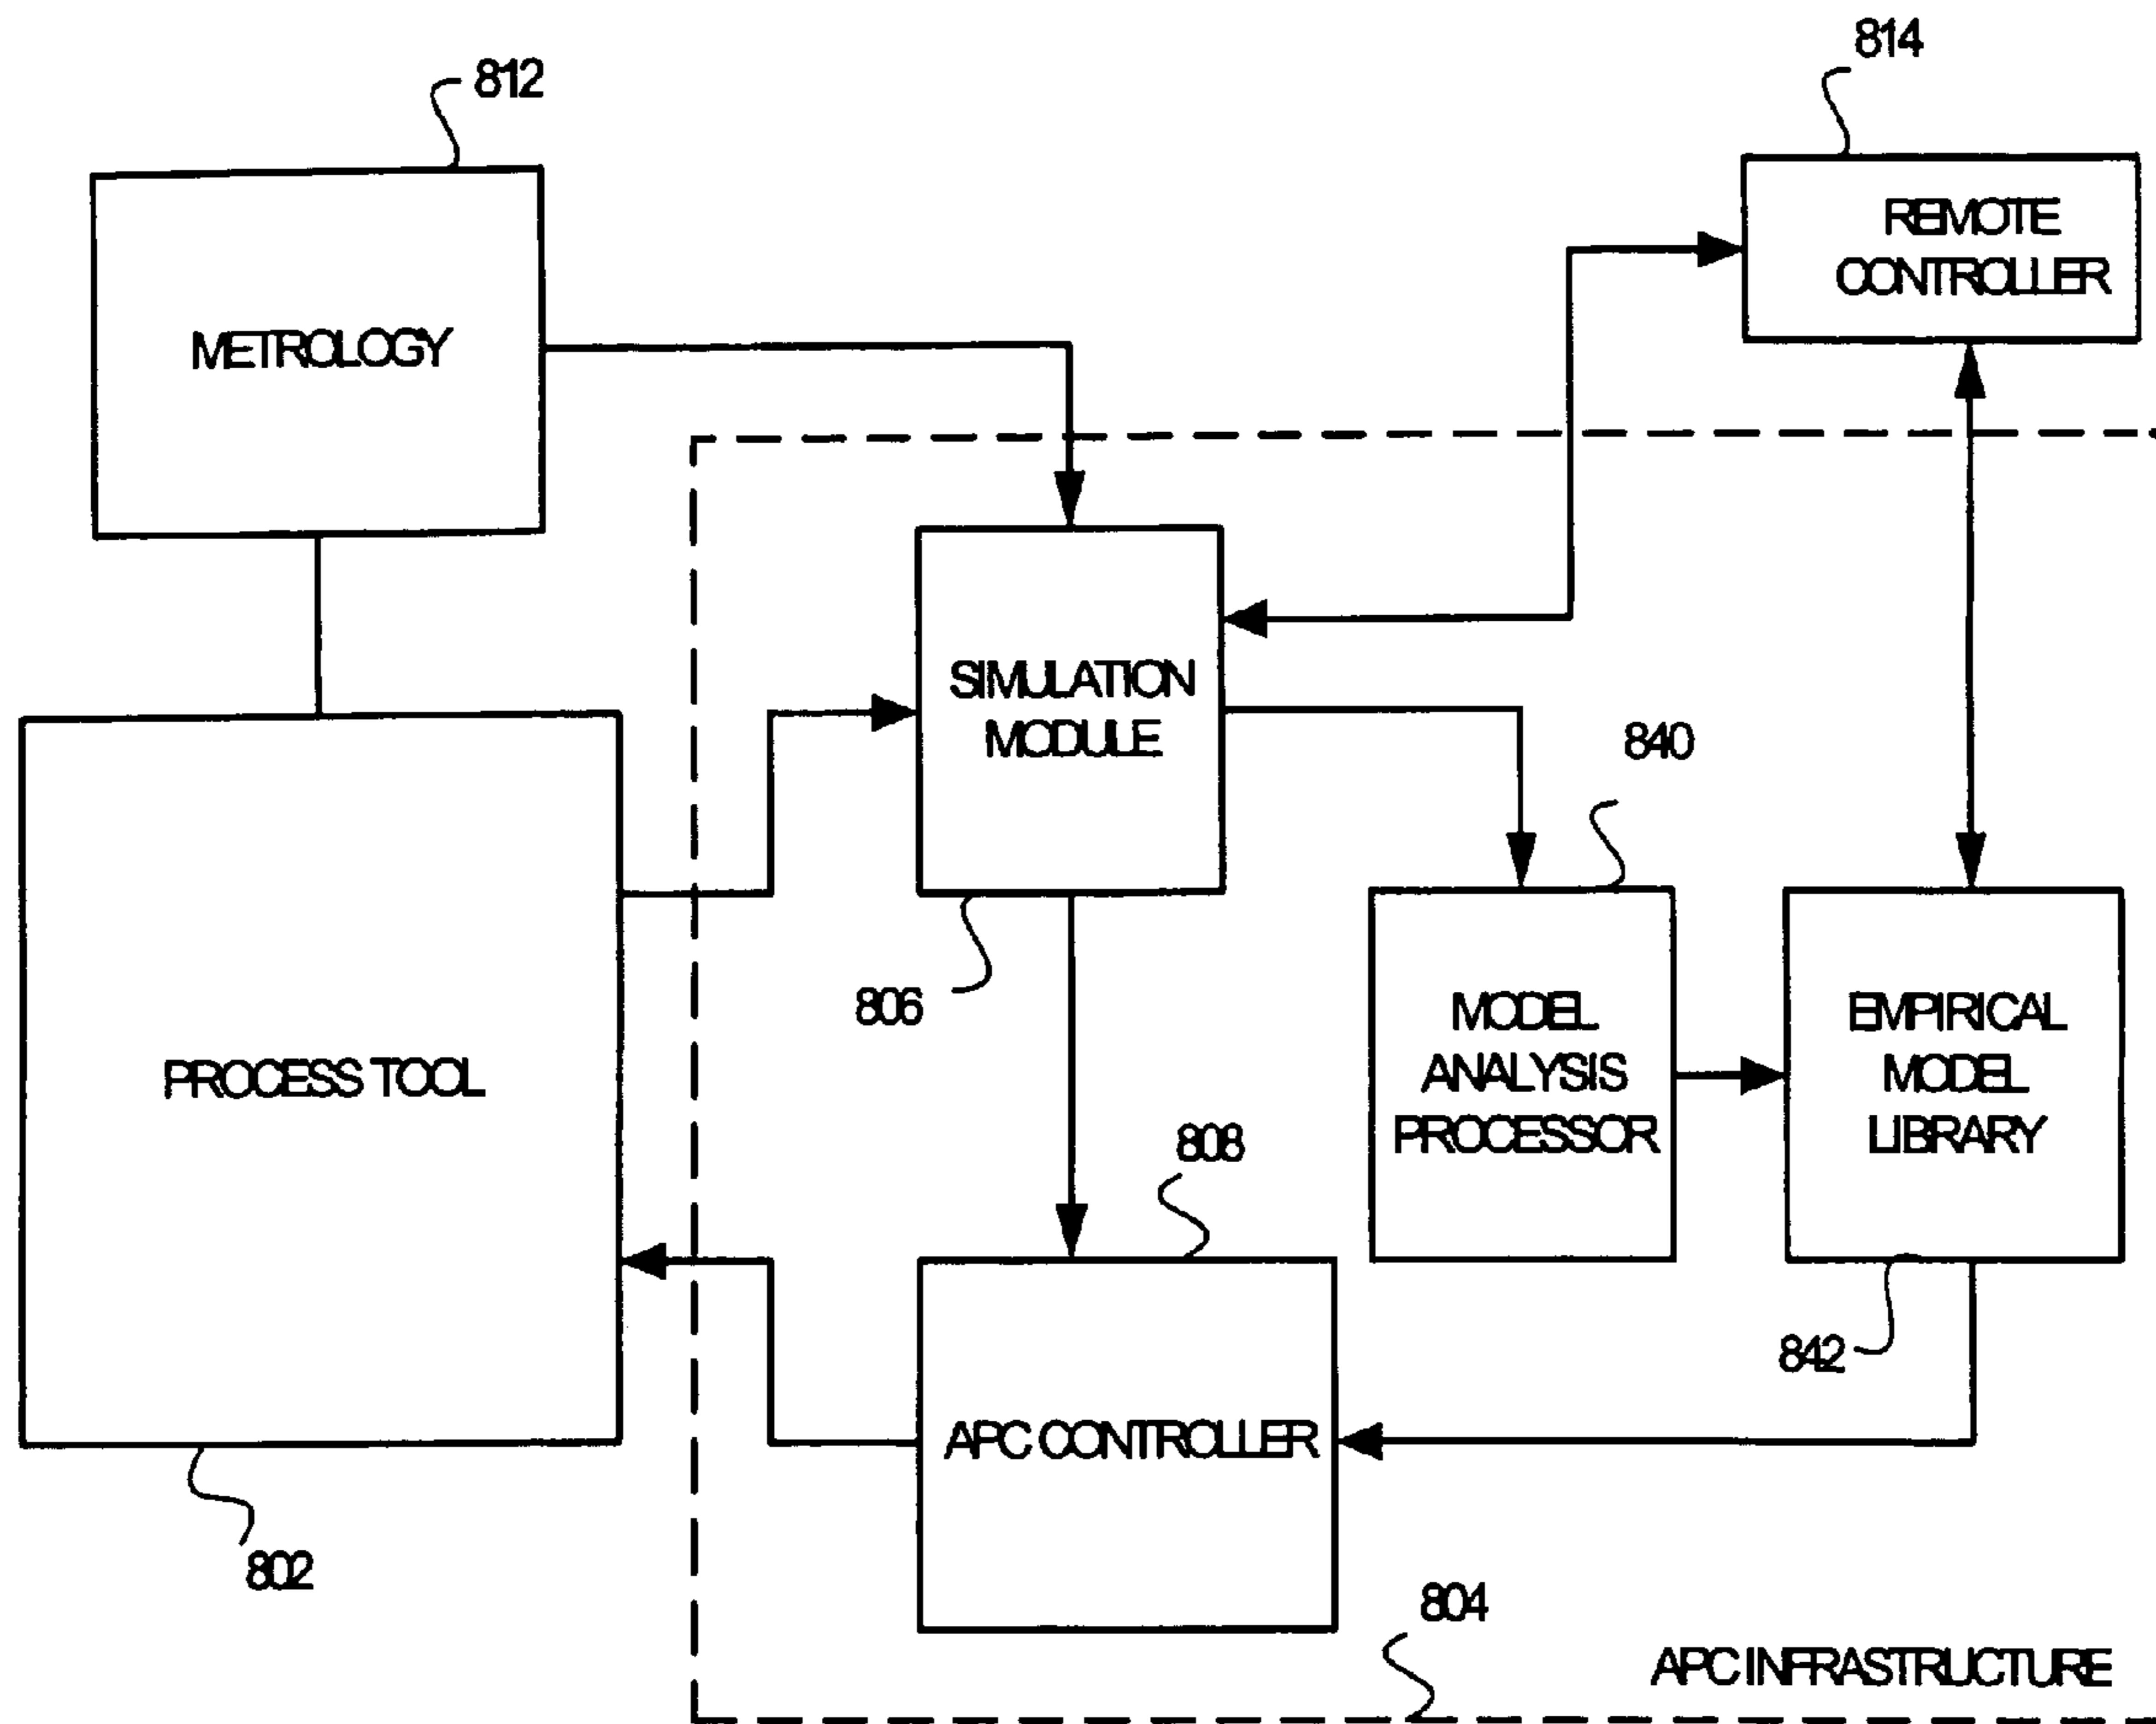 814
812
REMOTE
CONTROLLER
METROLOGY
SIMULATION
MODULE
840
806
MODEL
ANALYSIS
PROCESSOR
EMPIRICAL
MODEL
LIBRARY
PROCESS TOOL
808
842
APC CONTROLLER
802
804
APC INFRASTRUCTURE